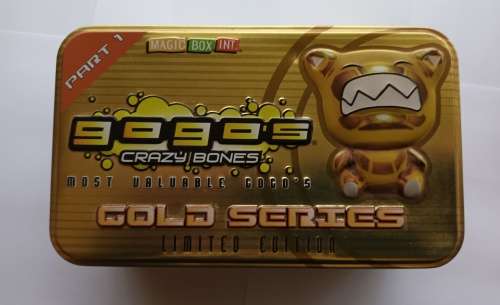 PART 1
MAGIC BOX INT.
gogo's
CRAZY BONES
MOST VALUABLE GOGO'S
GOLD SERIES
LIMITED EDITION